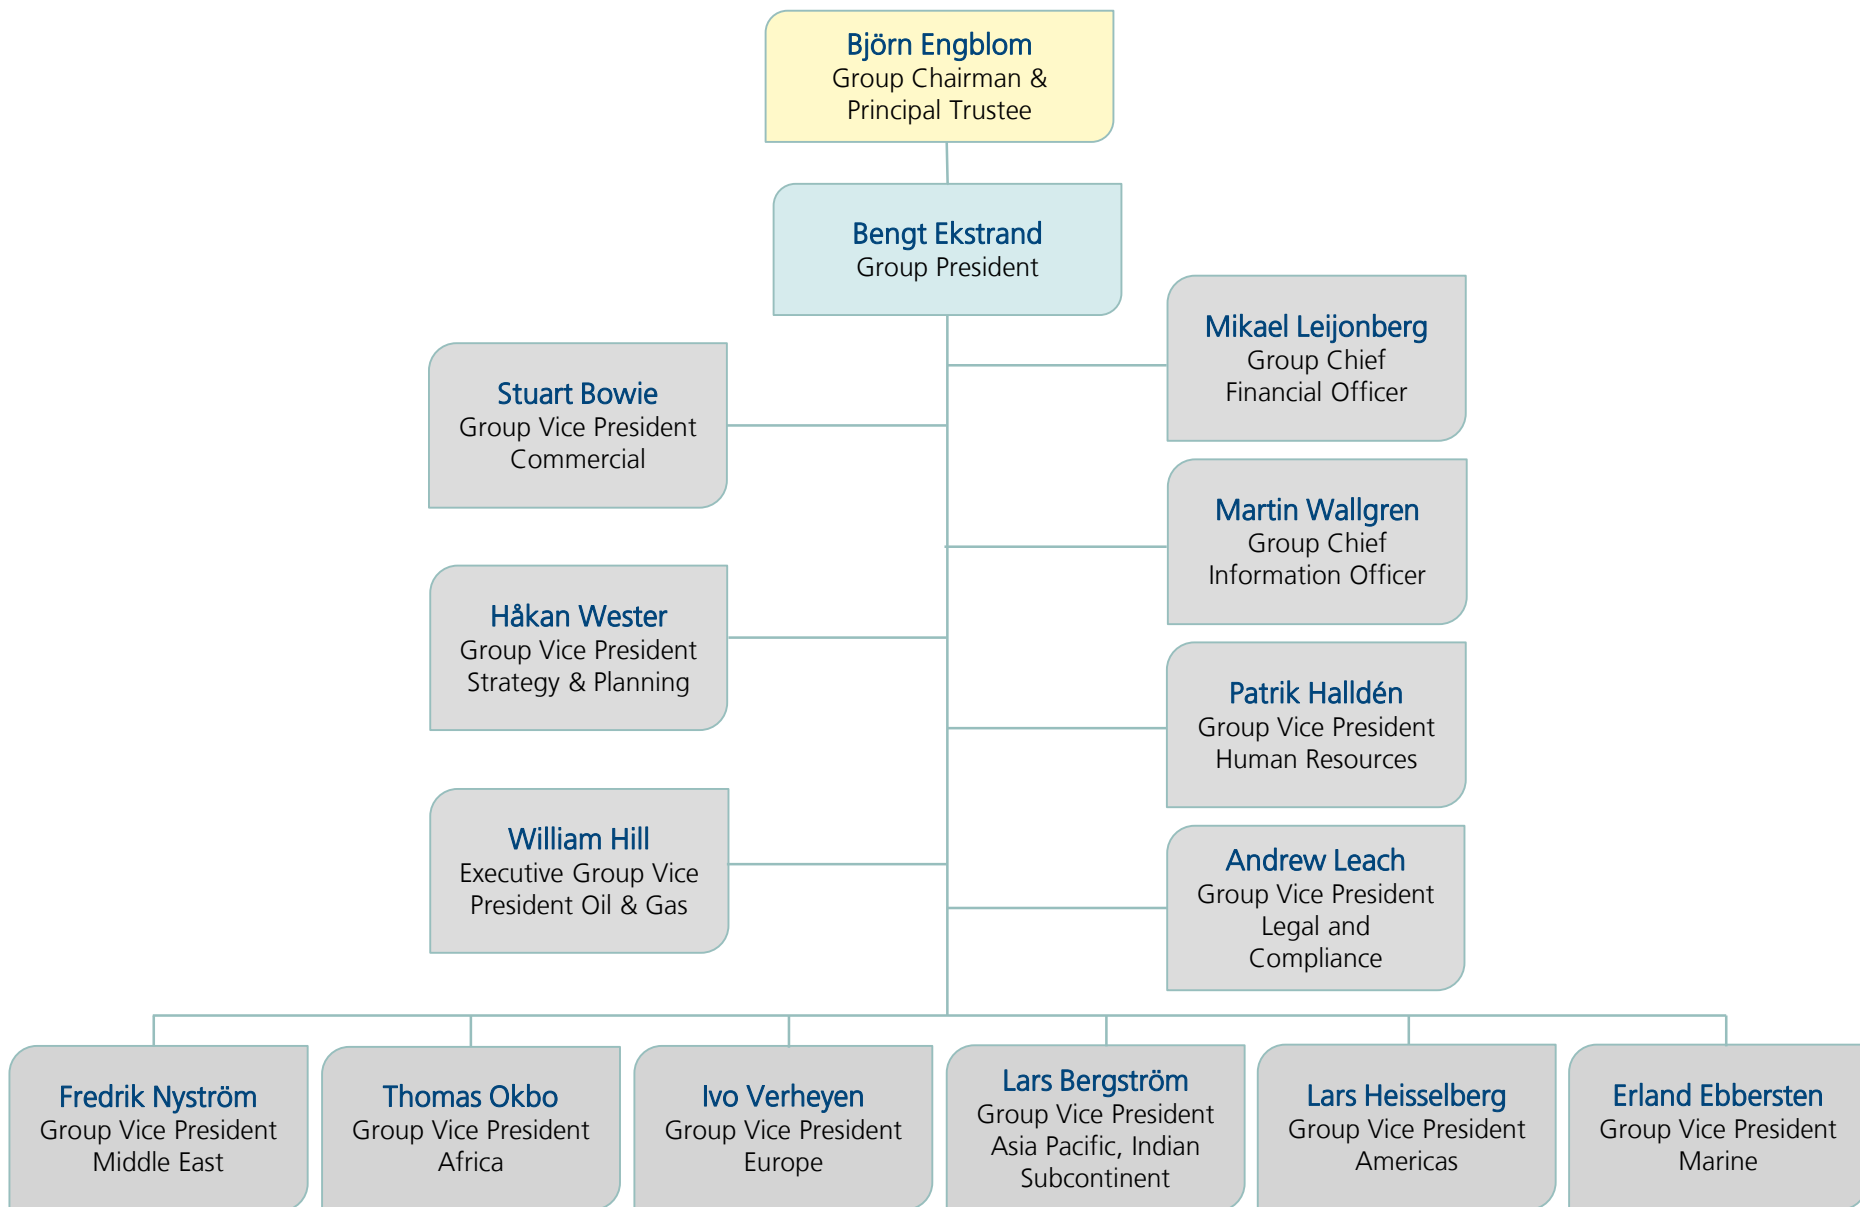 Björn Engblom
Group Chairman &
Principal Trustee
Bengt Ekstrand
Group President
Mikael Leijonberg
Group Chief
Financial Officer
Stuart Bowie
Group Vice President
Commercial
Martin Wallgren
Group Chief
Information Officer
Håkan Wester
Group Vice President
Strategy & Planning
Patrik Halldén
Group Vice President
Human Resources
William Hill
Executive Group Vice
President Oil & Gas
Andrew Leach
Group Vice President
Legal and
Compliance
Fredrik Nyström
Group Vice President
Middle East
Thomas Okbo
Group Vice President
Africa
Ivo Verheyen
Group Vice President
Europe
Lars Bergström
Group Vice President
Asia Pacific, Indian
Subcontinent
Lars Heisselberg
Group Vice President
Americas
Erland Ebbersten
Group Vice President
Marine